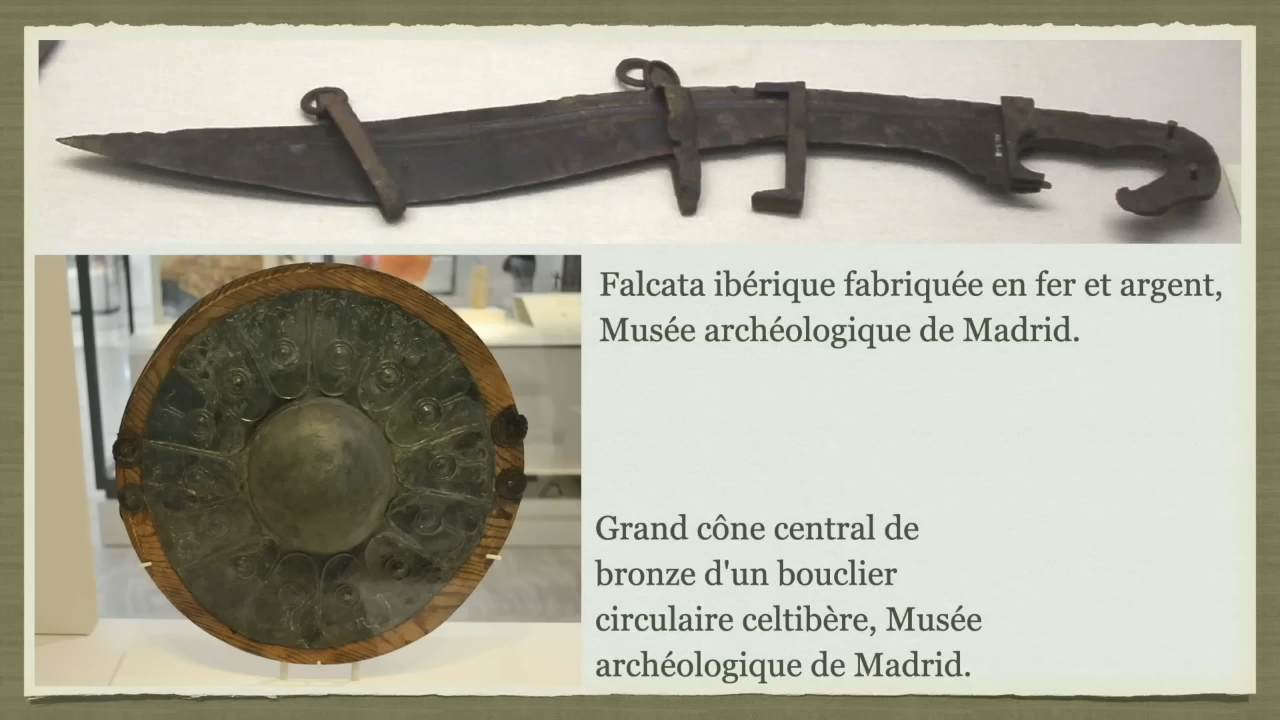 Falcata ibérique fabriquée en fer et argent,
Musée archéologique de Madrid.
Grand cône central de
bronze d'un bouclier
circulaire celtibère, Musée
archéologique de Madrid.